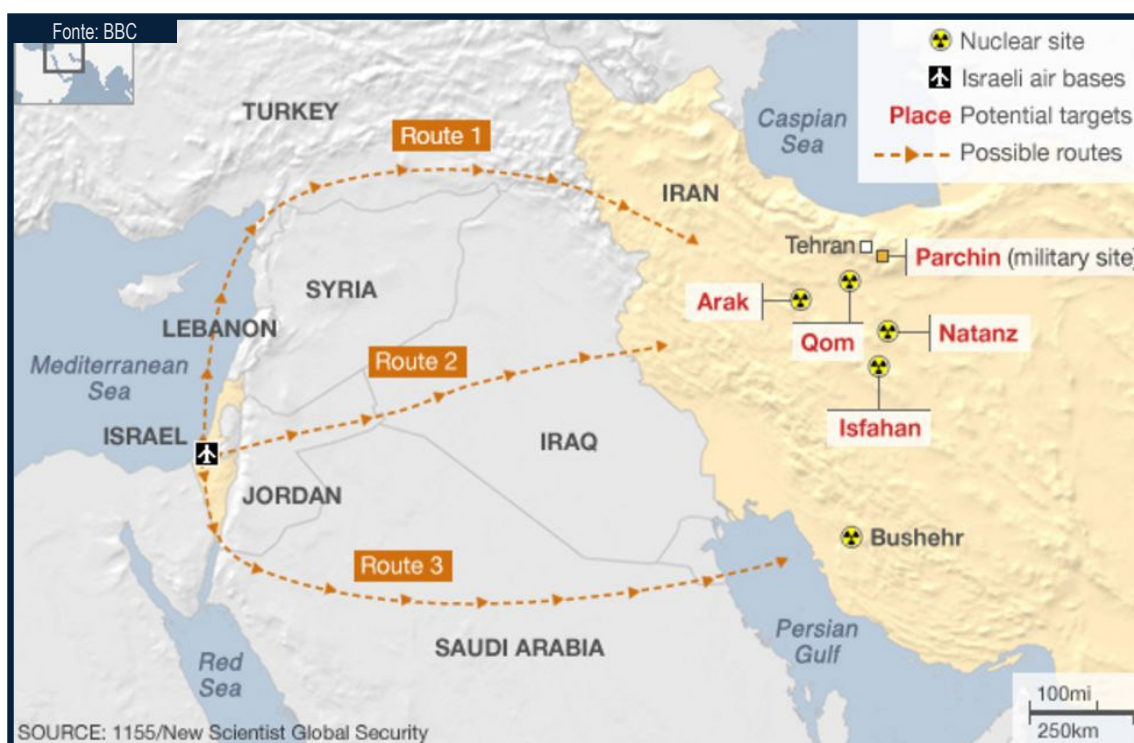 Fonte: BBC
Nuclear site
Israeli air bases
Place Potential targets
Possible routes
TURKEY
Route 1
Caspian
Sea
IRAN
Tehran
Parchin (military site)
SYRIA
Arak
LEBANON
Qom
Natanz
Route 2
Mediterranean
Sea
Isfahan
ISRAEL
IRAQ
JORDAN
Bushehr
Route 3
Persian
Gulf
SAUDI ARABIA
Red
Sea
100mi
250km
SOURCE: 1155/New Scientist Global Security